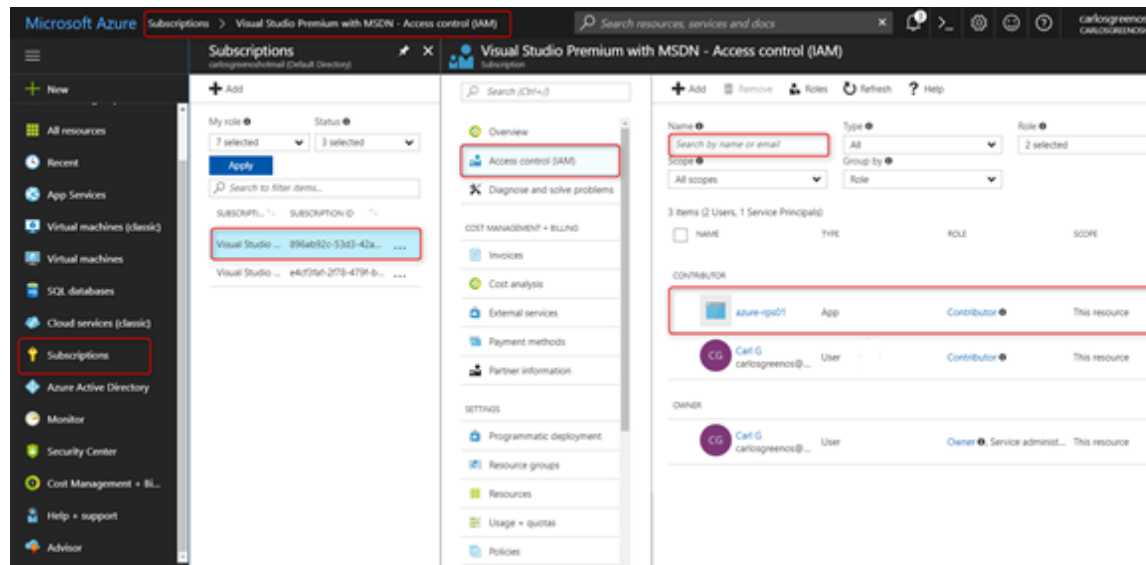 Microsoft Azure Subscriptions > Visual Studio Premium with MSDN - Access control (IAM)
Search resources, services and docs
carlosgreenos
CARLOSGREENOS
Subscriptions
carlosgreenoshotmail (Default Directory)
Visual Studio Premium with MSDN - Access control (IAM)
Subscription
New
All resources
Recent
App Services
Virtual machines (classic)
Virtual machines
SQL databases
Cloud services (classic)
Subscriptions
Azure Active Directory
Monitor
Security Center
Cost Management + Bi...
Help + support
Advisor
Add
My role
Status
7 selected
3 selected
Apply
Search to filter items...
SUBSCRIPTI...
SUBSCRIPTION ID
Visual Studio ... 896ab92c-53d3-42a... ...
Visual Studio ...
Search (Ctrl+/)
Overview
Access control (IAM)
Diagnose and solve problems
COST MANAGEMENT + BILLING
Invoices
Cost analysis
External services
Payment methods
Partner information
SETTINGS
Programmatic deployment
Resource groups
Resources
Usage + quotas
Policies
Add Remove Roles Refresh ? Help
Name
Type
Role
Search by name or email
All
2 selected
Scope
Group by
All scopes
Role
3 items (2 Users, 1 Service Principals)
NAME TYPE ROLE SCOPE
CONTRIBUTOR
azure-rps01 App Contributor This resource
CG
Carl G
carlosgreenos@...
User Contributor This resource
OWNER
CG
Carl G
carlosgreenos@...
User Owner , Service administ... This resource